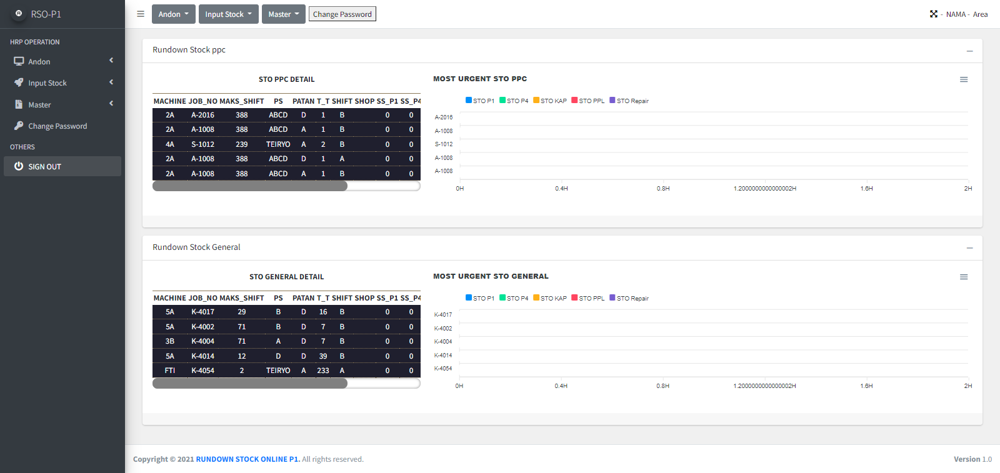 RSO-P1
Andon Input Stock Master Change Password
- NAMA - Area
HRP OPERATION
Andon
Input Stock
Master
Change Password
OTHERS
SIGN OUT
Rundown Stock ppc
STO PPC DETAIL
MACHINE JOB_NO MAKS_SHIFT PS PATAN T_T SHIFT SHOP SS_P1 SS_P4
2A A-2016 388 ABCD D 1 B 0 0
2A A-1008 388 ABCD A 1 B 0 0
4A S-1012 239 TEIRYO A 2 B 0 0
2A A-1008 388 ABCD D 1 A 0 0
2A A-1008 388 ABCD A 1 B 0 0
MOST URGENT STO PPC
STO P1 STO P4 STO KAP STO PPL STO Repair
A-2016
A-1008
S-1012
A-1008
A-1008
0H 0.4H 0.8H 1.2000000000000002H 1.6H 2H
Rundown Stock General
STO GENERAL DETAIL
MACHINE JOB_NO MAKS_SHIFT PS PATAN T_T SHIFT SHOP SS_P1 SS_P4
5A K-4017 29 B D 16 B 0 0
5A K-4002 71 B D 7 B 0 0
3B K-4004 71 A D 7 B 0 0
5A K-4014 12 D D 39 B 0 0
FTI K-4054 2 TEIRYO A 233 A 0 0
MOST URGENT STO GENERAL
STO P1 STO P4 STO KAP STO PPL STO Repair
K-4017
K-4002
K-4004
K-4014
K-4054
0H 0.4H 0.8H 1.2000000000000002H 1.6H 2H
Copyright © 2021 RUNDOWN STOCK ONLINE P1. All rights reserved.
Version 1.0